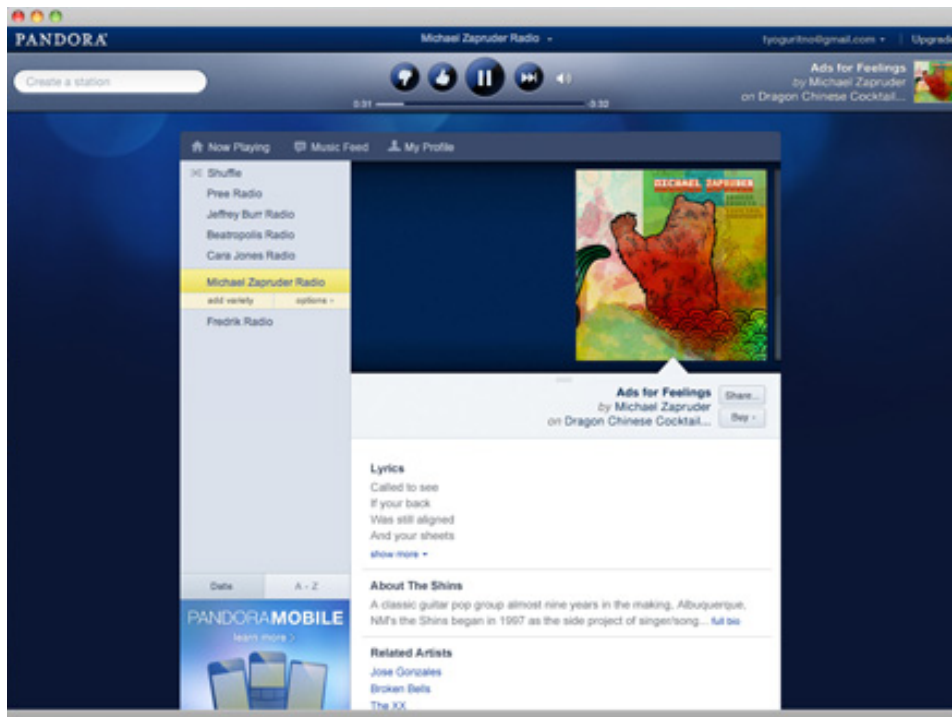 PANDORA
Michael Zapruder Radio
tyoguritno@gmail.com
Upgrade
Create a station
0:31
-3:32
Ads for Feelings
by Michael Zapruder
on Dragon Chinese Cocktail...
Now Playing
Music Feed
My Profile
Shuffle
Pree Radio
Jeffrey Burr Radio
Beatropolis Radio
Cara Jones Radio
Michael Zapruder Radio
add variety
options
Fredrik Radio
Date
A - Z
PANDORAMOBILE
learn more >
MICHAEL ZAPRUDER
DRAGON
CHINESE
COCKTAIL
Ads for Feelings
by Michael Zapruder
on Dragon Chinese Cocktail...
Share...
Buy
Lyrics
Called to see
If your back
Was still aligned
And your sheets
show more
About The Shins
A classic guitar pop group almost nine years in the making, Albuquerque,
NM's the Shins began in 1997 as the side project of singer/song... full bio
Related Artists
Jose Gonzales
Broken Bells
The XX